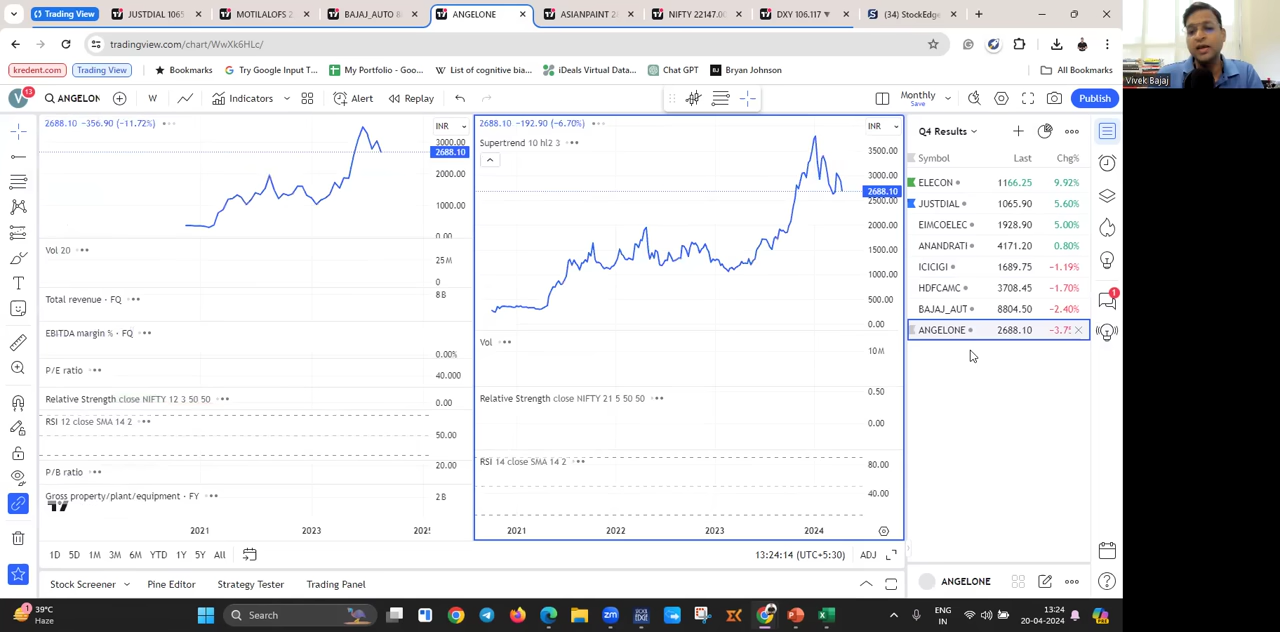 Trading View
JUSTDIAL 1065
MOTILALOFS 2
BAJAJ_AUTO 8
ANGELONE
ASIANPAINT 28
NIFTY 22147.00
DXY 106.117 ▼
(34) StockEdge
tradingview.com/chart/WwXk6HLc/
kredent.com
Trading View
Bookmarks
Try Google Input T...
My Portfolio - Goo...
List of cognitive bia...
iDeals Virtual Data...
Chat GPT
Bryan Johnson
All Bookmarks
Vivek Bajaj
V
13
ANGELON
W
Indicators
Alert
Replay
Monthly
Save
Publish
2688.10 −356.90 (−11.72%)
INR
3000.00
2688.10
2000.00
1000.00
0.00
Vol 20
25 M
0
Total revenue · FQ
8 B
EBITDA margin % · FQ
0.00%
P/E ratio
40.000
Relative Strength close NIFTY 12 3 50 50
0.00
RSI 12 close SMA 14 2
50.00
P/B ratio
20.00
Gross property/plant/equipment · FY
2 B
2021
2023
2688.10 −192.90 (−6.70%)
INR
Supertrend 10 hl2 3
3500.00
3000.00
2688.10
2500.00
2000.00
1500.00
1000.00
500.00
0.00
Vol
10 M
Relative Strength close NIFTY 21 5 50 50
0.50
0.00
RSI 14 close SMA 14 2
80.00
40.00
2021
2022
2023
2024
Q4 Results
Symbol Last Chg%
ELECON 1166.25 9.92%
JUSTDIAL 1065.90 5.60%
EIMCOELEC 1928.90 5.00%
ANANDRATI 4171.20 0.80%
ICICIGI 1689.75 −1.19%
HDFCAMC 3708.45 −1.70%
BAJAJ_AUT 8804.50 −2.40%
ANGELONE 2688.10 −3.7
1
1D 5D 1M 3M 6M YTD 1Y 5Y All
13:24:14 (UTC+5:30)
ADJ
Stock Screener
Pine Editor
Strategy Tester
Trading Panel
ANGELONE
39°C
Haze
Search
ENG
IN
13:24
20-04-2024